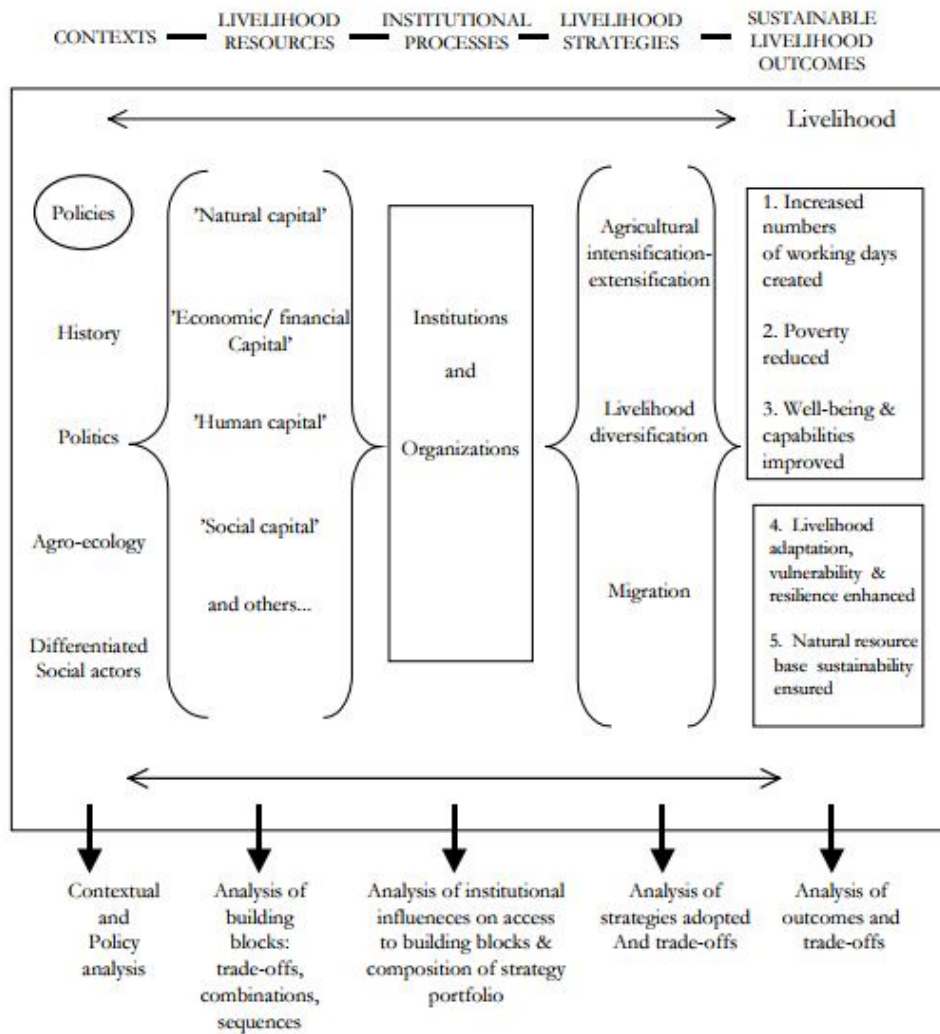 CONTEXTS
LIVELIHOOD
RESOURCES
INSTITUTIONAL
PROCESSES
LIVELIHOOD
STRATEGIES
SUSTAINABLE
LIVELIHOOD
OUTCOMES
Livelihood
Policies
History
Politics
Agro-ecology
Differentiated
Social actors
'Natural capital'
'Economic/ financial
Capital'
'Human capital'
'Social capital'
and others...
Institutions
and
Organizations
Agricultural
intensification-
extensification
Livelihood
diversification
Migration
1. Increased
numbers
of working days
created
2. Poverty
reduced
3. Well-being &
capabilities
improved
4. Livelihood
adaptation,
vulnerability &
resilience enhanced
5. Natural resource
base sustainability
ensured
Contextual
and
Policy
analysis
Analysis of
building
blocks:
trade-offs,
combinations,
sequences
Analysis of institutional
influeneces on access
to building blocks &
composition of strategy
portfolio
Analysis of
strategies adopted
And trade-offs
Analysis of
outcomes and
trade-offs